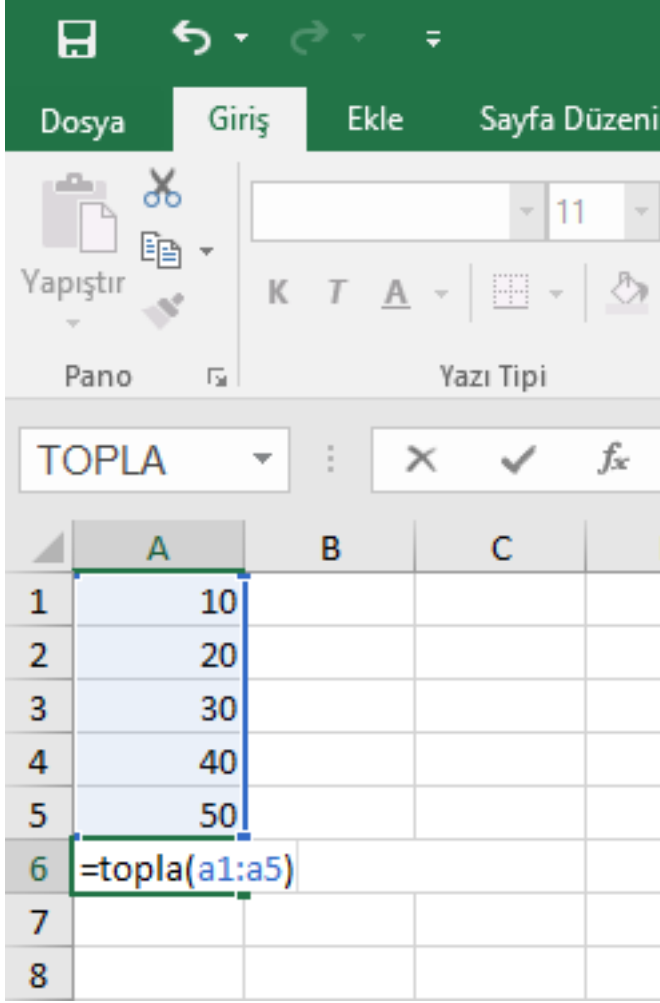 Dosya Giriş Ekle Sayfa Düzeni
11
Yapıştır K T A
Pano Yazı Tipi
TOPLA fx
A B C
1 10
2 20
3 30
4 40
5 50
6 =topla(a1:a5)
7
8